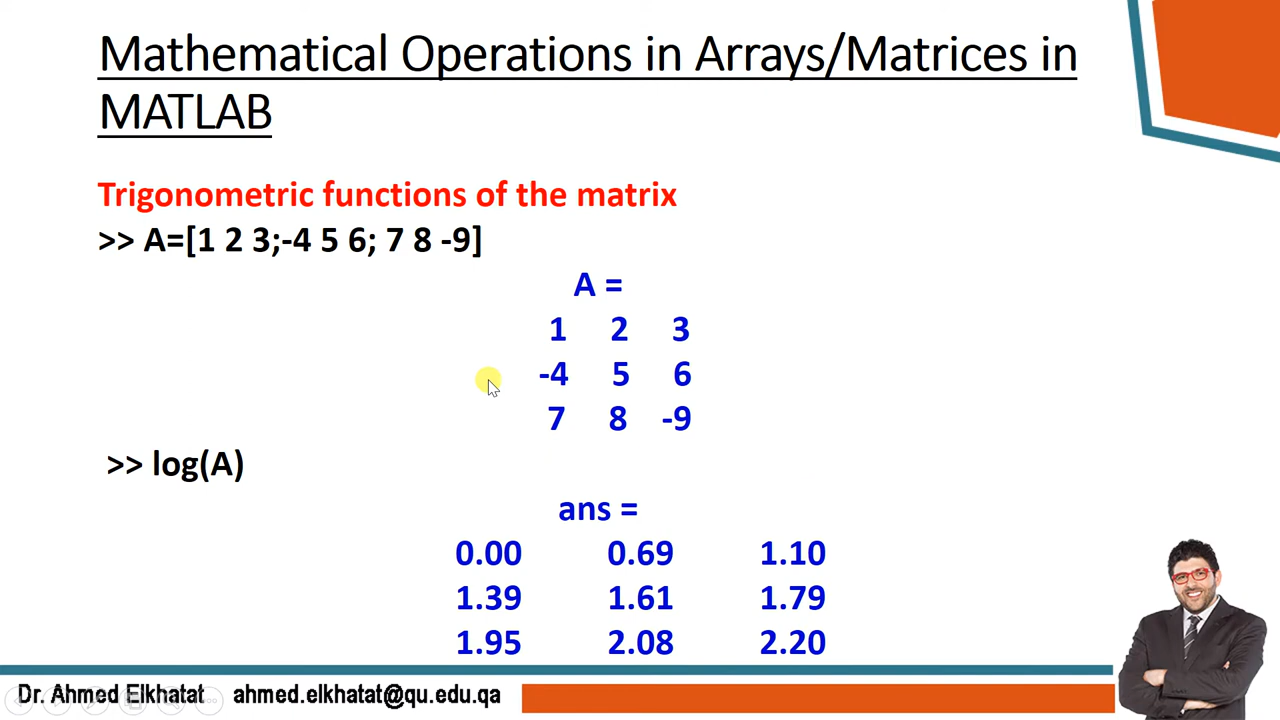 Mathematical Operations in Arrays/Matrices in
MATLAB
Trigonometric functions of the matrix
>> A=[1 2 3;-4 5 6; 7 8 -9]
A =
1 2 3
-4 5 6
7 8 -9
>> log(A)
ans =
0.00 0.69 1.10
1.39 1.61 1.79
1.95 2.08 2.20
Dr. Ahmed Elkhatat ahmed.elkhatat@qu.edu.qa